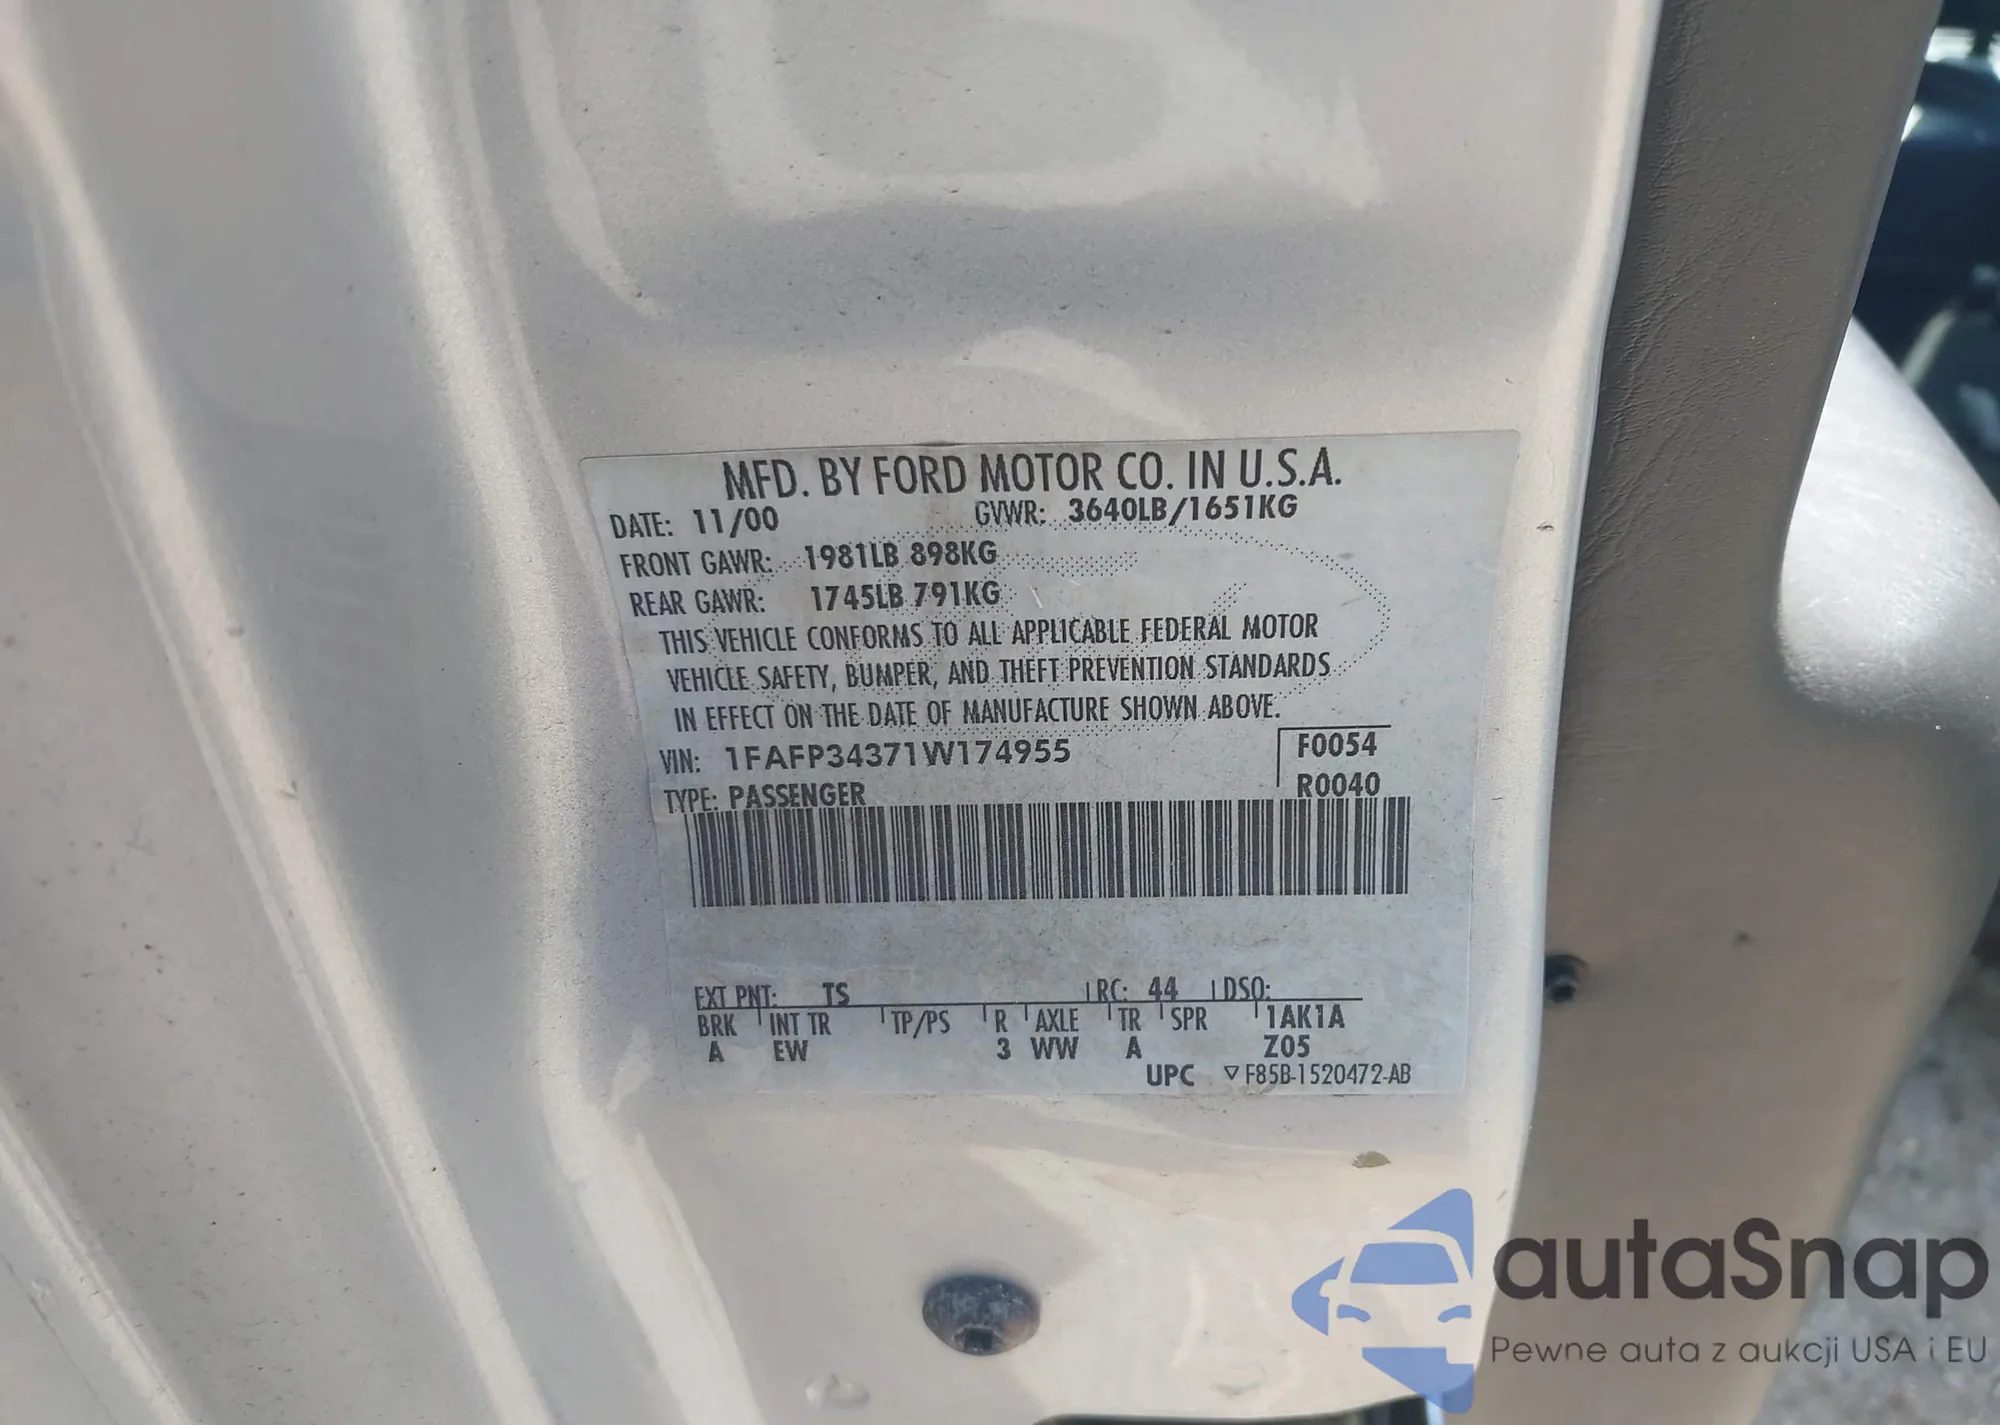 MFD. BY FORD MOTOR CO. IN U.S.A.
DATE: 11/00 GVWR: 3640LB/1651KG
FRONT GAWR: 1981LB 898KG
REAR GAWR: 1745LB 791KG
THIS VEHICLE CONFORMS TO ALL APPLICABLE FEDERAL MOTOR
VEHICLE SAFETY, BUMPER, AND THEFT PREVENTION STANDARDS
IN EFFECT ON THE DATE OF MANUFACTURE SHOWN ABOVE.
VIN: 1FAFP34371W174955 F0054
TYPE: PASSENGER R0040
EXT PNT: TS RC: 44 DSO:
BRK INT TR TP/PS R AXLE TR SPR 1AK1A
A EW 3 WW A Z05
UPC ▽F85B-1520472-AB
autaSnap
Pewne auta z aukcji USA i EU